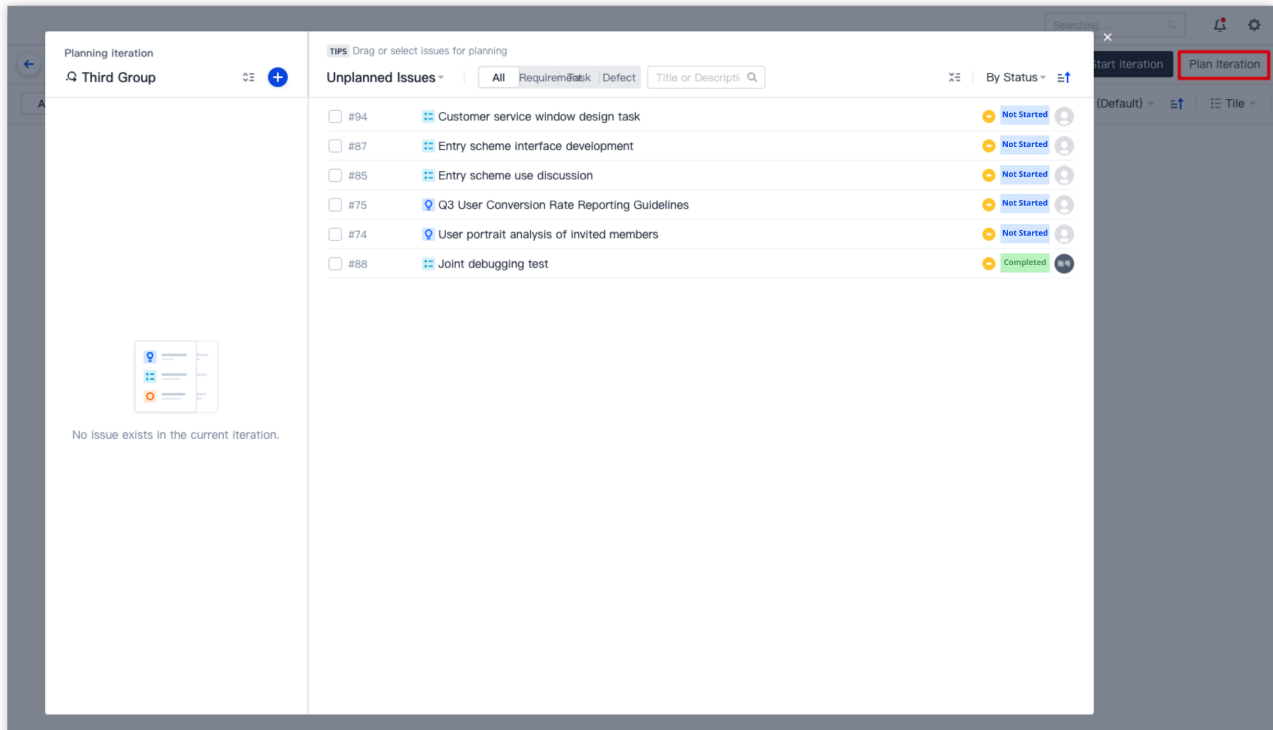 Searching...
Planning iteration
TIPS Drag or select issues for planning
Start Iteration
Plan Iteration
Third Group
Unplanned Issues
All
Requirement
Task
Defect
Title or Descripti
By Status
A
(Default)
Tile
#94 Customer service window design task Not Started
#87 Entry scheme interface development Not Started
#85 Entry scheme use discussion Not Started
#75 Q3 User Conversion Rate Reporting Guidelines Not Started
#74 User portrait analysis of invited members Not Started
#88 Joint debugging test Completed
No issue exists in the current iteration.